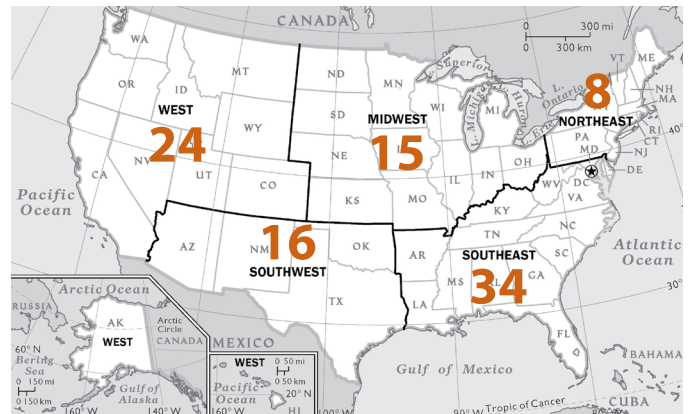 CANADA
0 300 mi
0 300 km
WA
MT
ND
MN
L. Superior
VT
ME
OR
ID
WEST
24
WY
SD
MIDWEST
15
WI
L. Michigan
MI
L. Huron
L. Ontario
L. Erie
8
NORTHEAST
NH
MA
RI
CT
40°
NJ
PA
MD
DE
DC
NV
UT
CO
CA
NE
IL
IN
OH
WV
VA
KS
MO
KY
Pacific
Ocean
AZ
NM
16
SOUTHWEST
OK
TX
AR
LA
TN
NC
SC
SOUTHEAST
34
MS
GA
FL
Atlantic
Ocean
30°
Arctic Ocean
RUSSIA
AK
WEST
Arctic
Circle
CANADA
60° N
Bering
Sea
0 150 mi
0 150 km
Gulf of
Alaska
160° W
140° W
MEXICO
WEST
0 50 mi
0 50 km
20° N
Pacific
Ocean
HI
160° W
100° W
Gulf of Mexico
90° W
80° W
Tropic of Cancer
BAHAMAS
CUBA